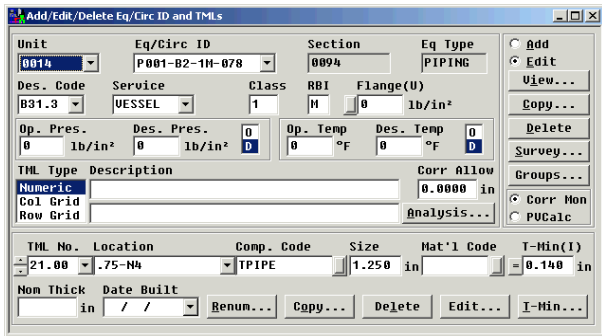 Add/Edit/Delete Eq/Circ ID and TMLs
Unit Eq/Circ ID Section Eq Type
0014 P001-B2-1M-078 0094 PIPING
Add
Edit
View...
Des. Code Service Class RBI Flange(U)
B31.3 VESSEL 1 M 0 lb/in²
Copy...
Op. Pres. Des. Pres. O Op. Temp Des. Temp O
0 lb/in² 0 lb/in² D 0 °F 0 °F D
Delete
Survey...
TML Type Description Corr Allow
Groups...
Numeric 0.0000 in
Col Grid
Row Grid Analysis...
Corr Mon
PVCalc
TML No. Location Comp. Code Size Mat'l Code T-Min(I)
21.00 .75-N4 TPIPE 1.250 in = 0.140 in
Nom Thick Date Built
in / / Renum... Copy... Delete Edit... T-Min...